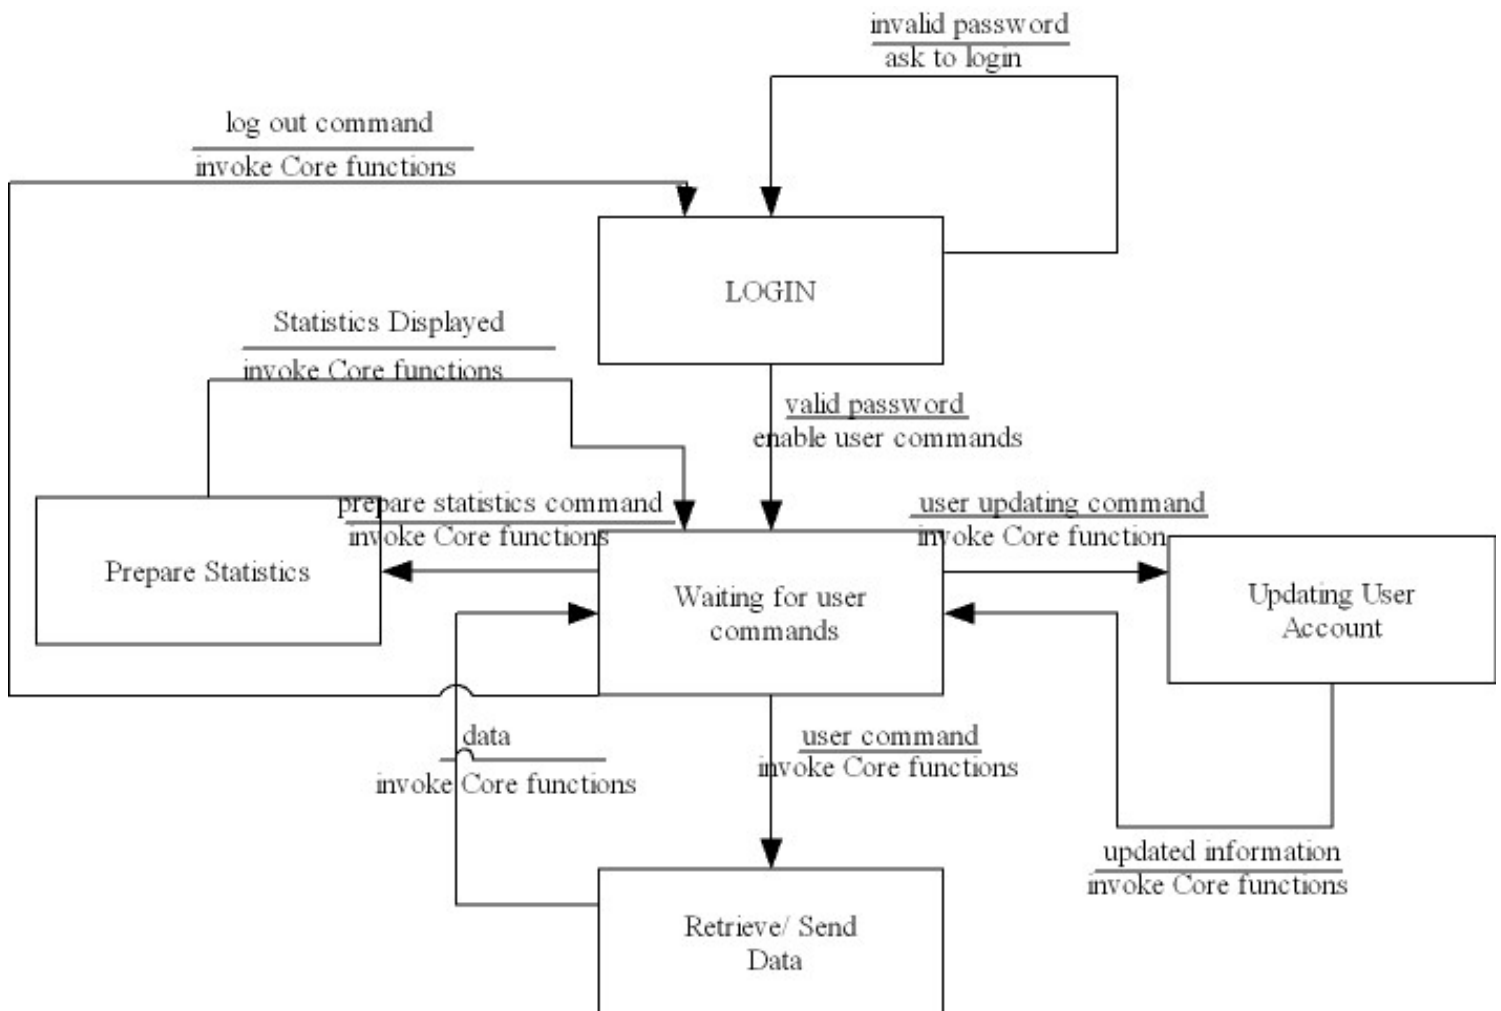 invalid password
ask to login
log out command
invoke Core functions
LOGIN
Statistics Displayed
invoke Core functions
valid password
enable user commands
prepare statistics command
invoke Core functions
user updating command
invoke Core function
Prepare Statistics
Waiting for user
commands
Updating User
Account
data
invoke Core functions
user command
invoke Core functions
updated information
invoke Core functions
Retrieve/ Send
Data